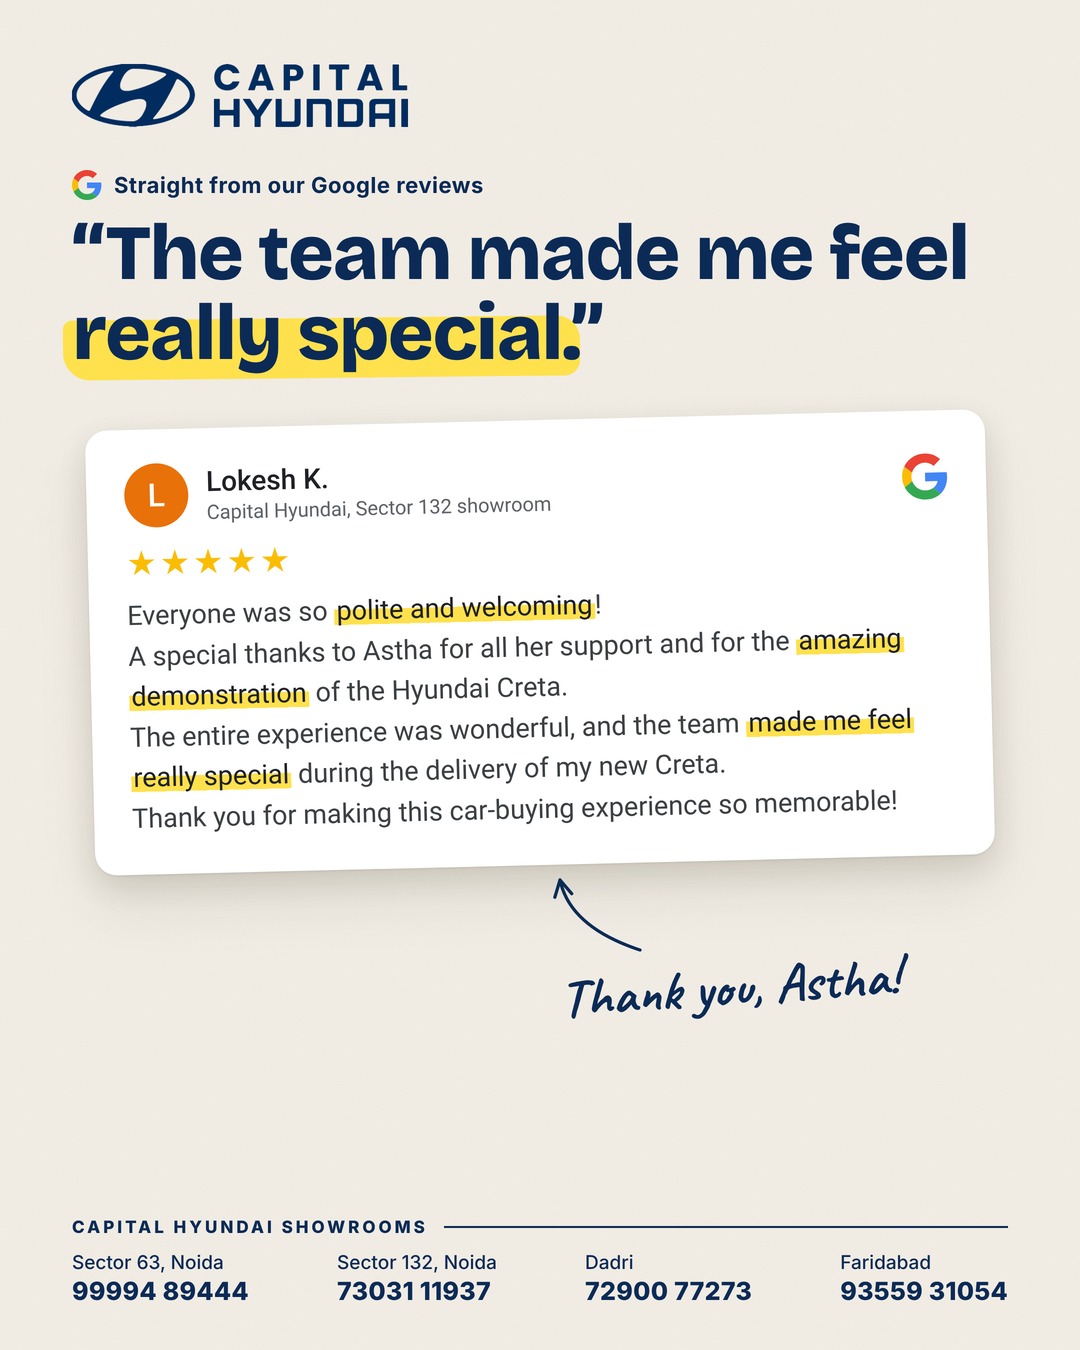 CAPITAL
HYUNDAI
Straight from our Google reviews
“The team made me feel
really special.”
L
Lokesh K.
Capital Hyundai, Sector 132 showroom
Everyone was so polite and welcoming!
A special thanks to Astha for all her support and for the amazing
demonstration of the Hyundai Creta.
The entire experience was wonderful, and the team made me feel
really special during the delivery of my new Creta.
Thank you for making this car-buying experience so memorable!
Thank you, Astha!
CAPITAL HYUNDAI SHOWROOMS
Sector 63, Noida
99994 89444
Sector 132, Noida
73031 11937
Dadri
72900 77273
Faridabad
93559 31054